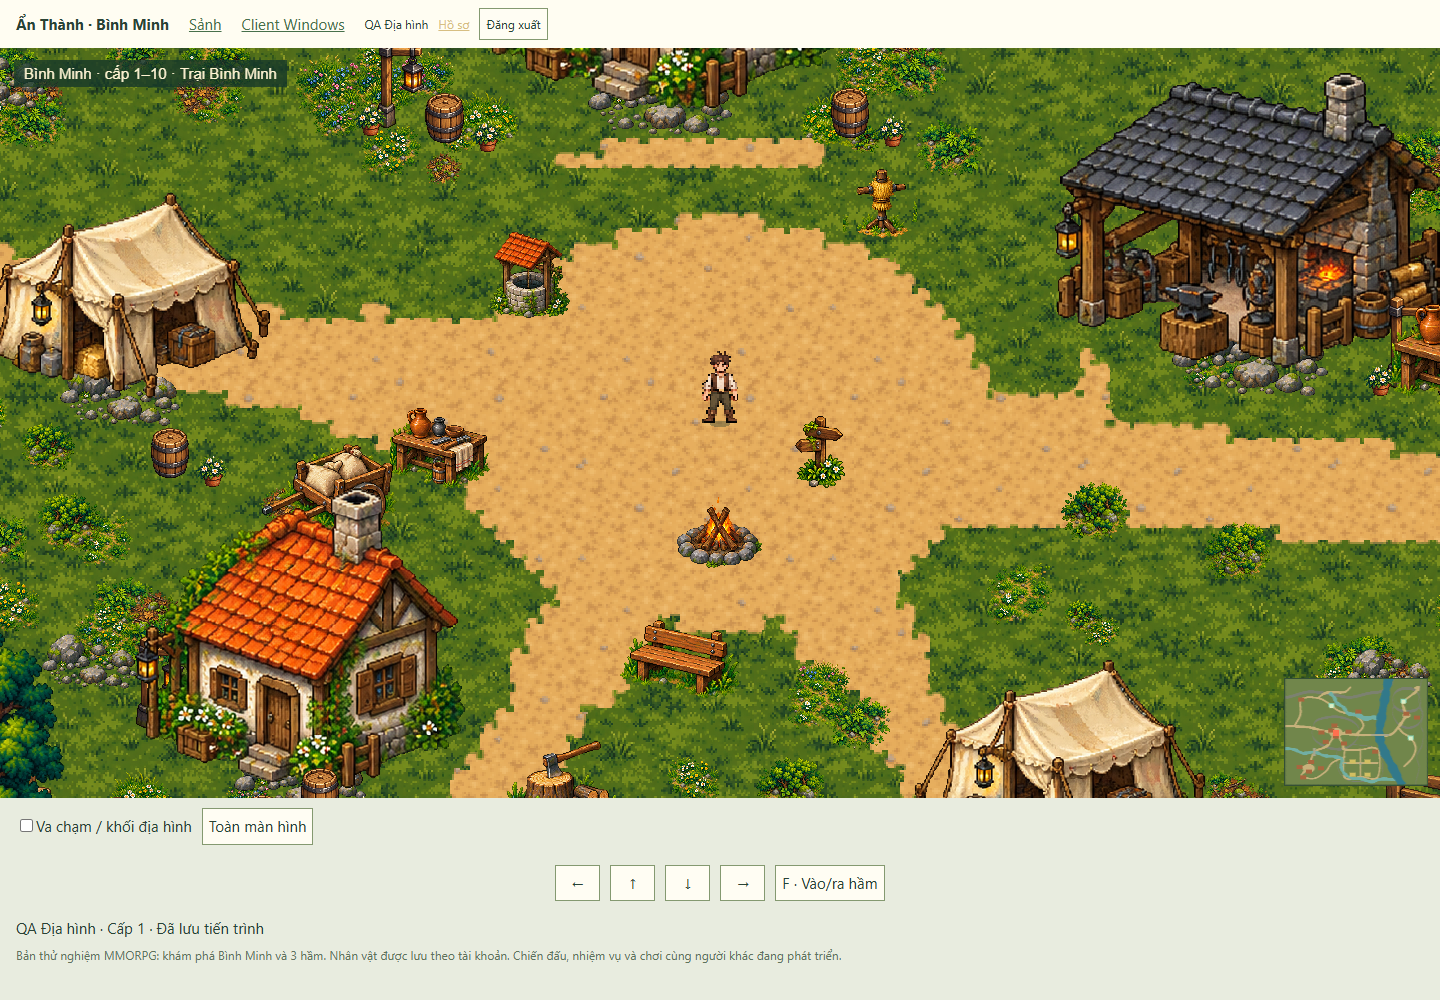 Ẩn Thành · Bình Minh Sảnh Client Windows QA Địa hình Hồ sơ Đăng xuất
Bình Minh · cấp 1–10 · Trại Bình Minh
Va chạm / khối địa hình Toàn màn hình
← ↑ ↓ → F · Vào/ra hầm
QA Địa hình · Cấp 1 · Đã lưu tiến trình
Bản thử nghiệm MMORPG: khám phá Bình Minh và 3 hầm. Nhân vật được lưu theo tài khoản. Chiến đấu, nhiệm vụ và chơi cùng người khác đang phát triển.